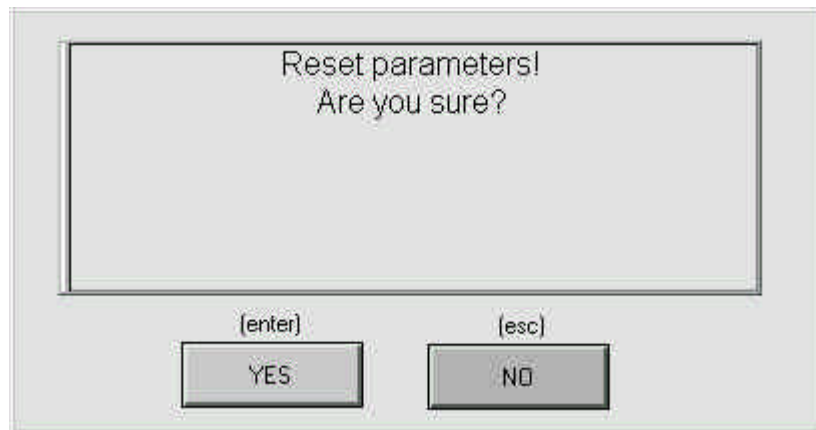 Reset parameters!
Are you sure?
(enter) (esc)
YES NO